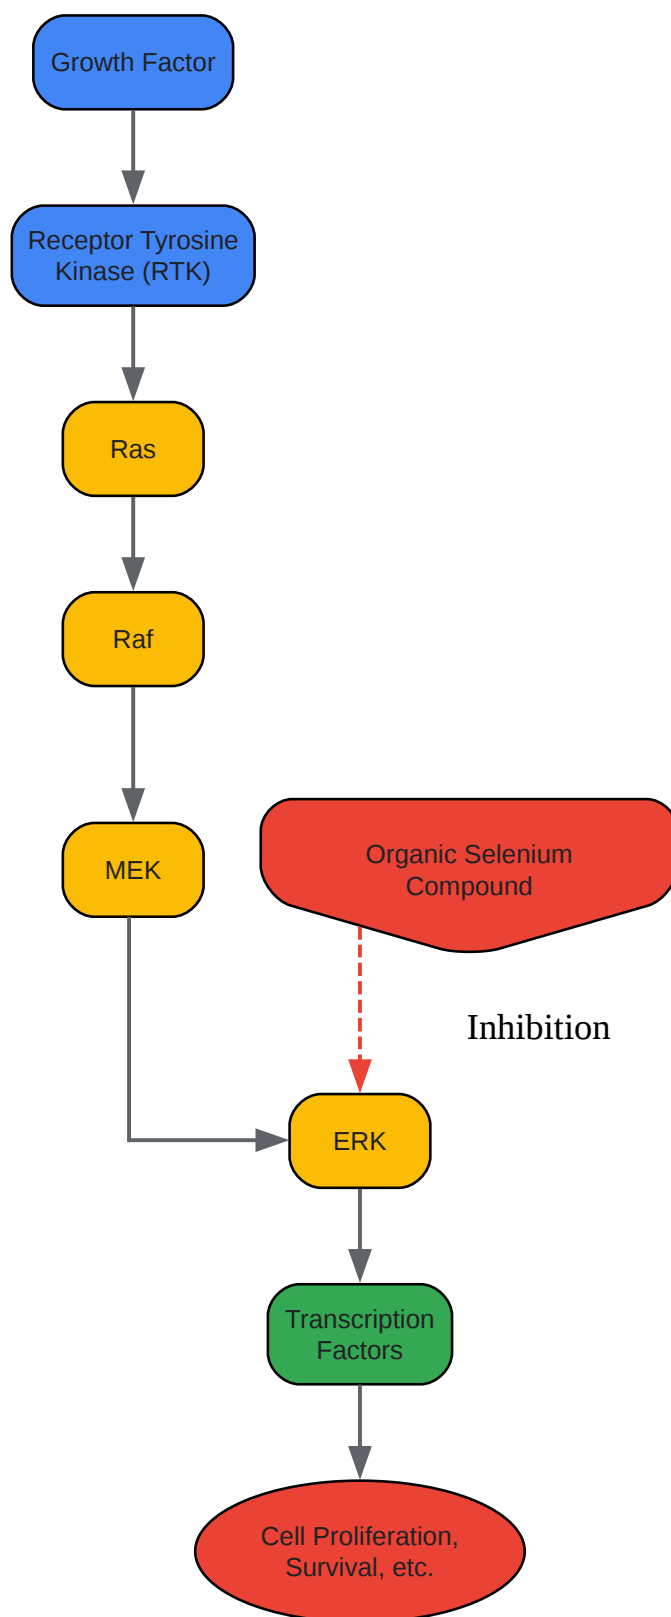 Growth Factor
Receptor Tyrosine
Kinase (RTK)
Ras
Raf
MEK
Organic Selenium
Compound
Inhibition
ERK
Transcription
Factors
Cell Proliferation,
Survival, etc.